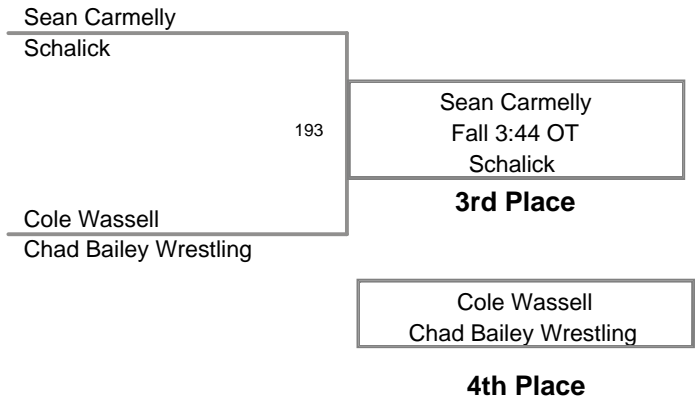 Sean Carmelly
Schalick
193
Sean Carmelly
Fall 3:44 OT
Schalick
3rd Place
Cole Wassell
Chad Bailey Wrestling
Cole Wassell
Chad Bailey Wrestling
4th Place